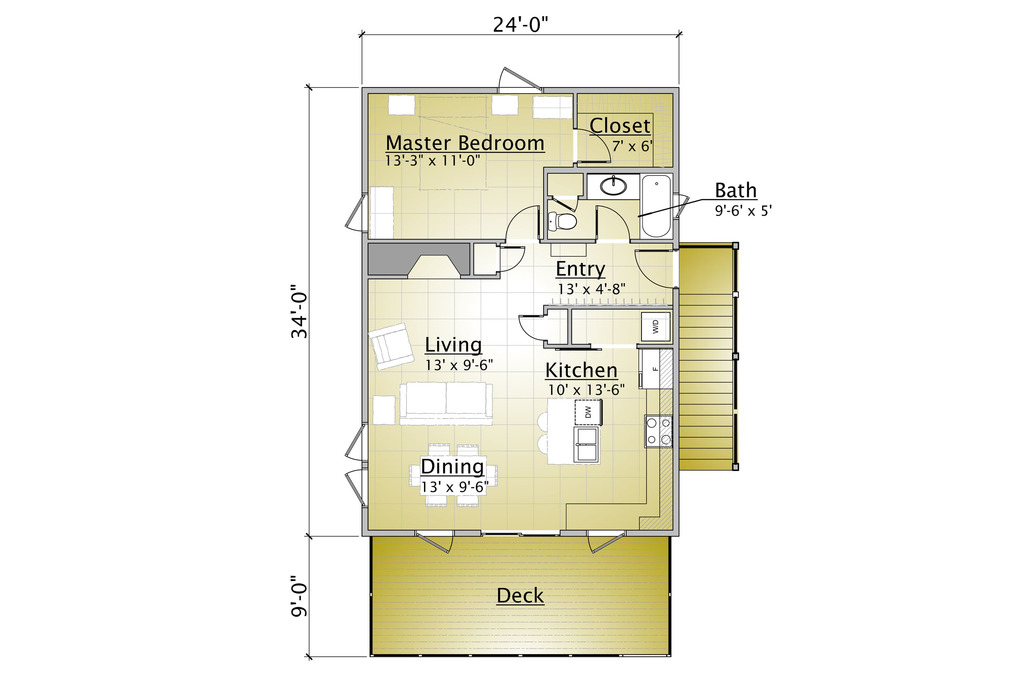 24'-0"
Closet
7' x 6'
Master Bedroom
13'-3" x 11'-0"
Bath
9'-6' x 5'
Entry
13' x 4'-8"
34'-0"
W/D
Living
13' x 9'-6"
Kitchen
10' x 13'-6"
F
DW
Dining
13' x 9'-6"
9'-0"
Deck